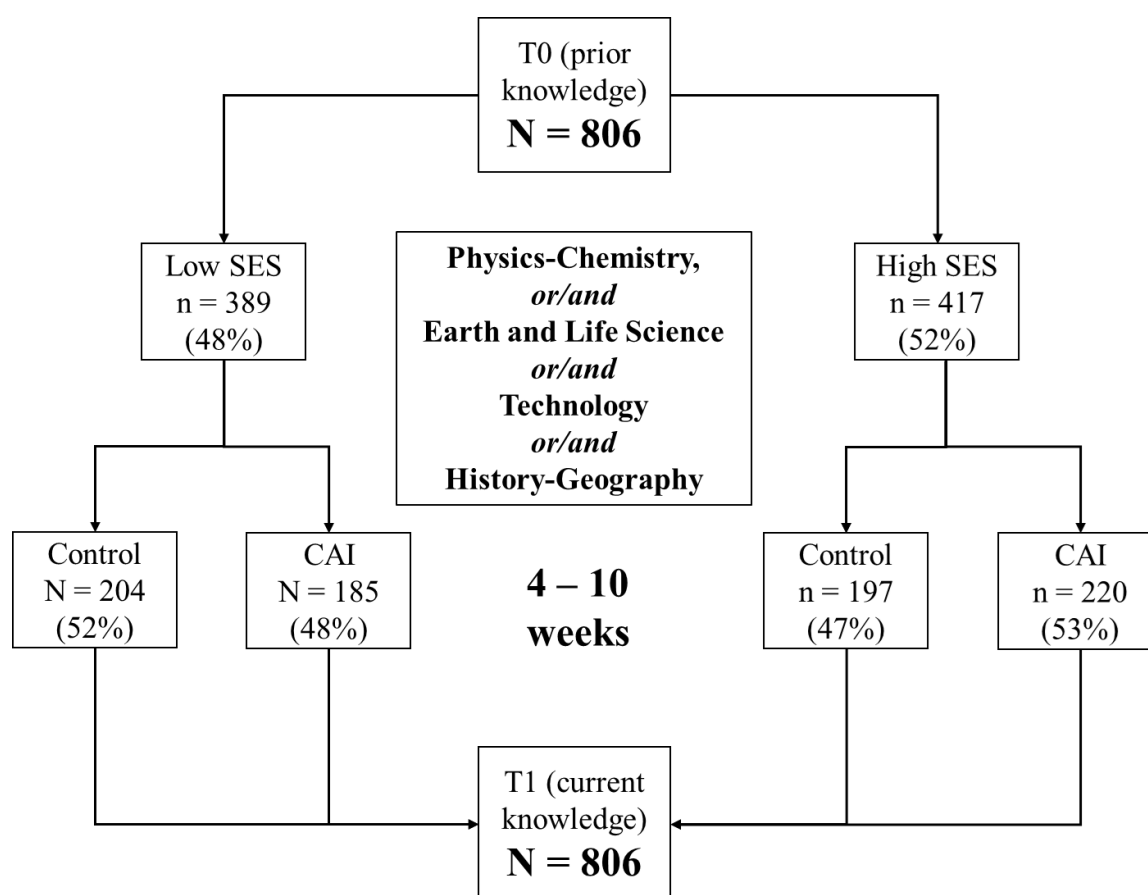 T0 (prior
knowledge)
N = 806
Low SES
n = 389
(48%)
Physics-Chemistry,
or/and
Earth and Life Science
or/and
Technology
or/and
History-Geography
High SES
n = 417
(52%)
Control
N = 204
(52%)
CAI
N = 185
(48%)
4 – 10
weeks
Control
n = 197
(47%)
CAI
n = 220
(53%)
T1 (current
knowledge)
N = 806